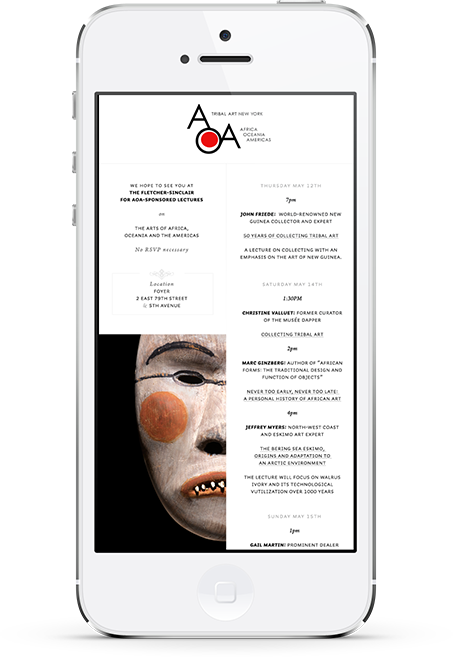 AOA
TRIBAL ART NEW YORK
AFRICA
OCEANIA
AMERICAS
WE HOPE TO SEE YOU AT
THE FLETCHER-SINCLAIR
FOR AOA-SPONSORED LECTURES
on
THE ARTS OF AFRICA,
OCEANIA AND THE AMERICAS
No RSVP necessary
Location
FOYER
2 EAST 79TH STREET
@ 5TH AVENUE
THURSDAY MAY 12TH
7pm
JOHN FRIEDE: WORLD-RENOWNED NEW
GUINEA COLLECTOR AND EXPERT
50 YEARS OF COLLECTING TRIBAL ART
A LECTURE ON COLLECTING WITH AN
EMPHASIS ON THE ART OF NEW GUINEA.
SATURDAY MAY 14TH
1:30PM
CHRISTINE VALLUET: FORMER CURATOR
OF THE MUSÉE DAPPER
COLLECTING TRIBAL ART
2pm
MARC GINZBERG: AUTHOR OF "AFRICAN
FORMS: THE TRADITIONAL DESIGN AND
FUNCTION OF OBJECTS"
NEVER TOO EARLY, NEVER TOO LATE:
A PERSONAL HISTORY OF AFRICAN ART
4pm
JEFFREY MYERS: NORTH-WEST COAST
AND ESKIMO ART EXPERT
THE BERING SEA ESKIMO,
ORIGINS AND ADAPTATION TO
AN ARCTIC ENVIRONMENT
THE LECTURE WILL FOCUS ON WALRUS
IVORY AND ITS TECHNOLOGICAL
VUTILIZATION OVER 1000 YEARS
SUNDAY MAY 15TH
1pm
GAIL MARTIN: PROMINENT DEALER